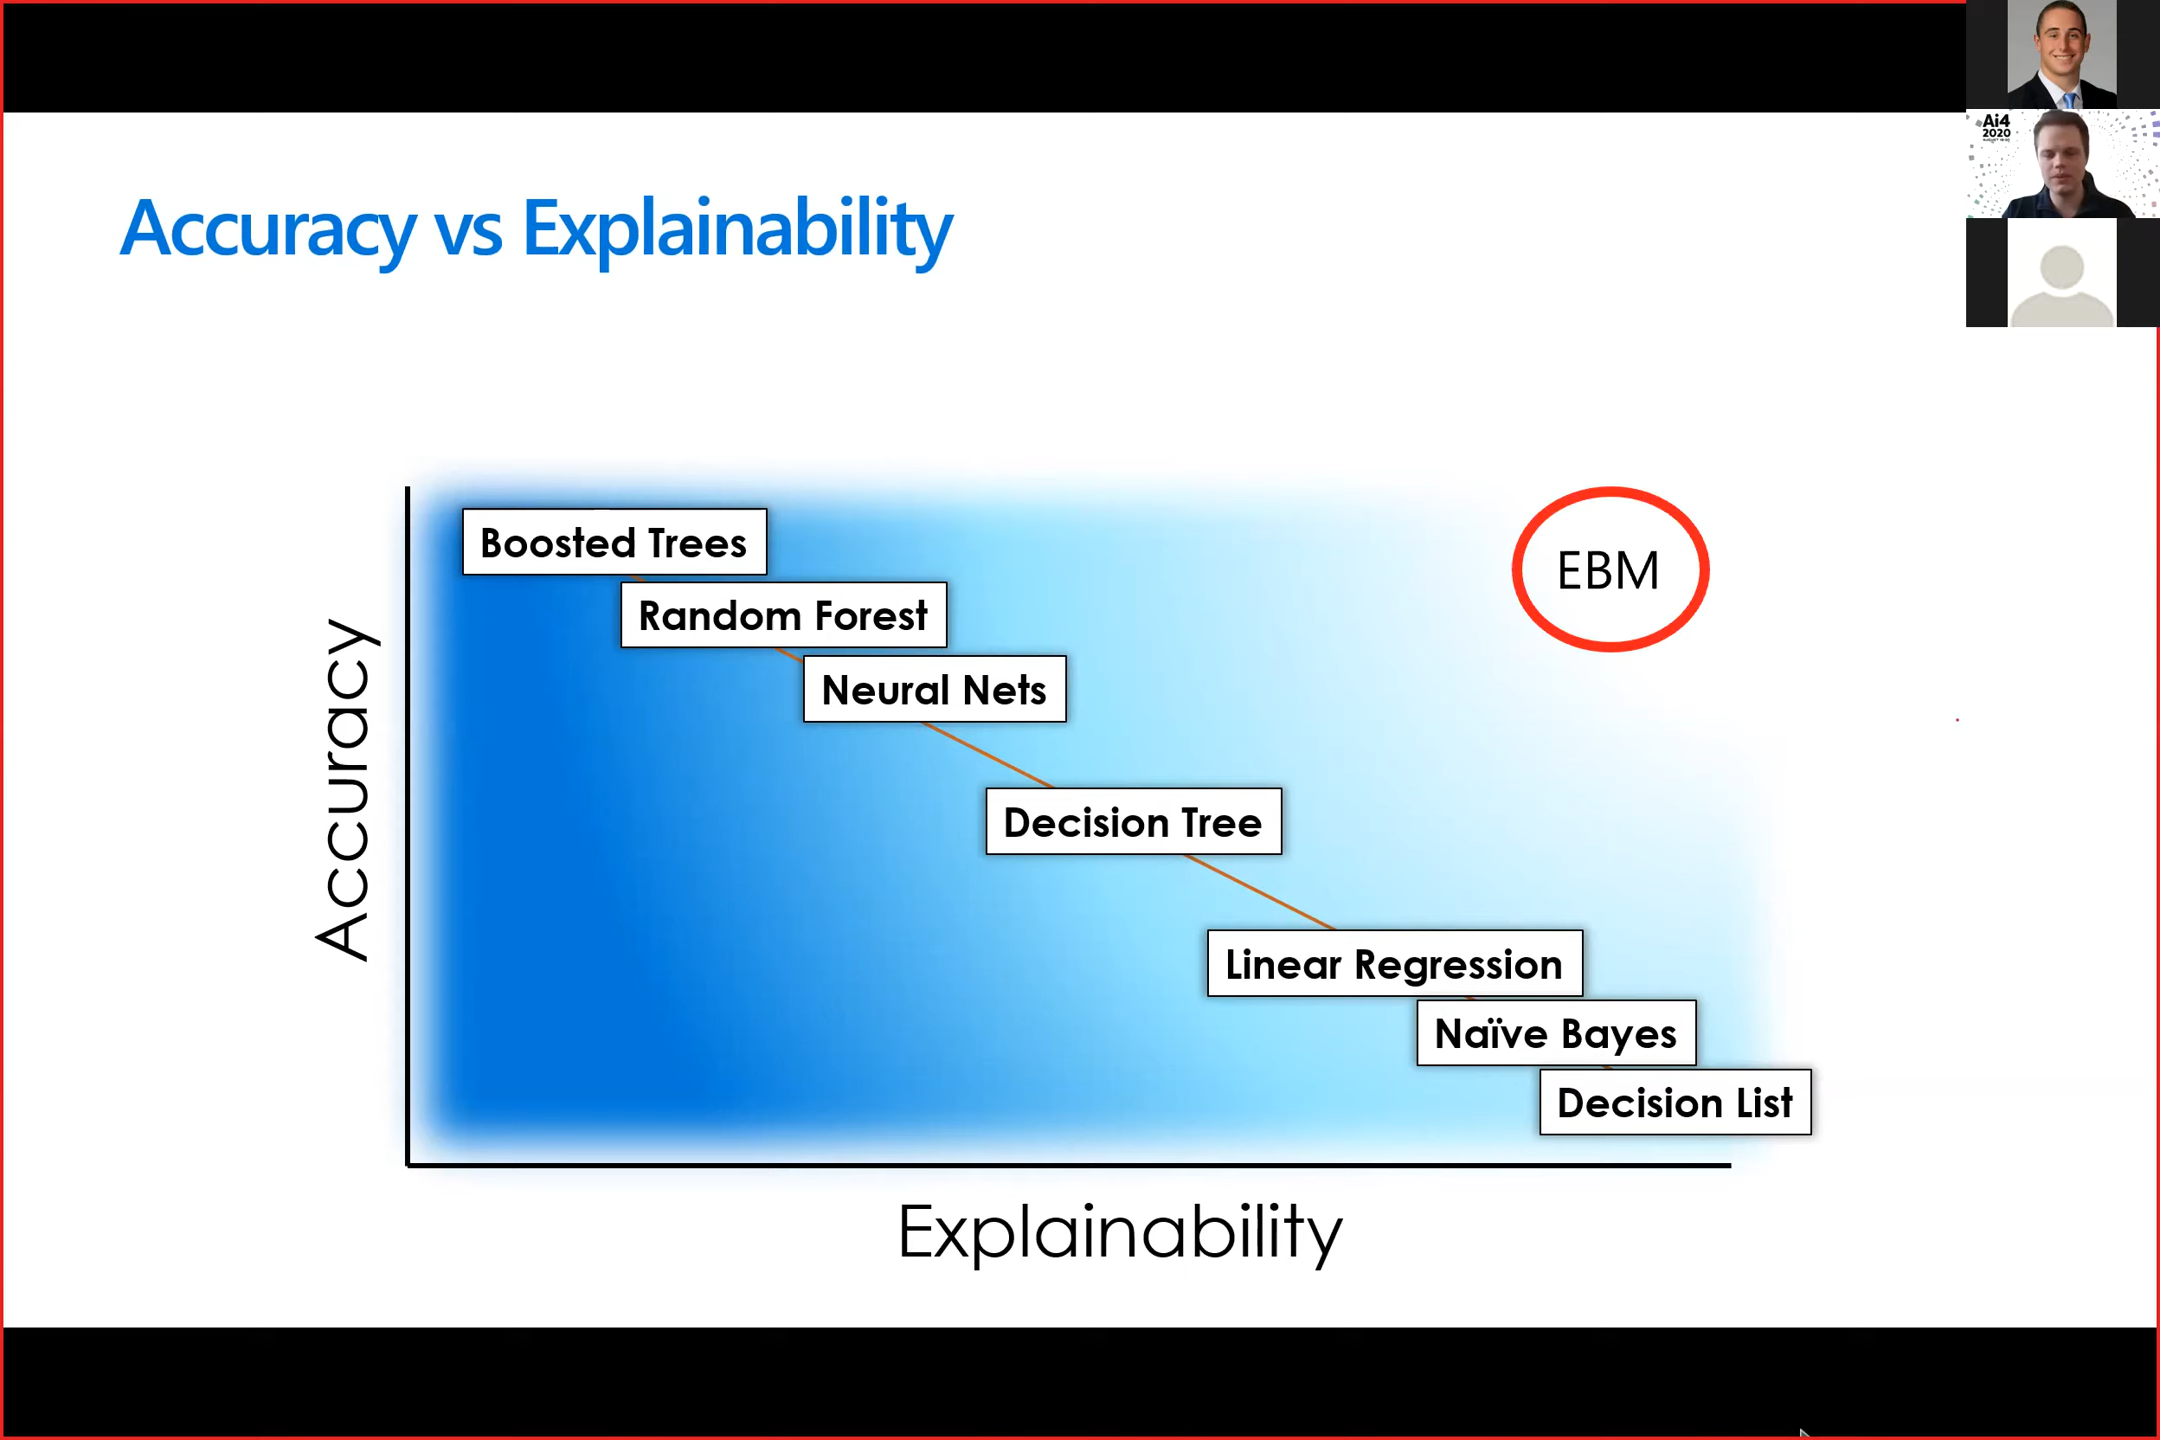 Ai4
2020
Accuracy vs Explainability
Boosted Trees
EBM
Random Forest
Neural Nets
Accuracy
Decision Tree
Linear Regression
Naïve Bayes
Decision List
Explainability